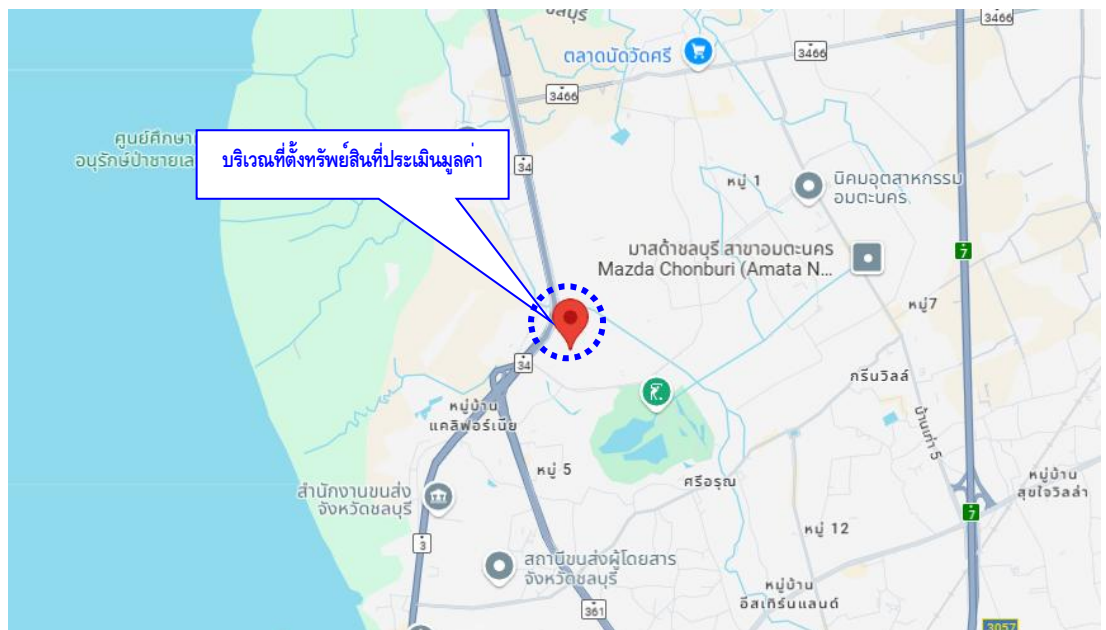 ลบุรี
3466
ตลาดนัดวัดศรี
3466
3466
ศูนย์ศึกษา
อนุรักษ์ป่าชายเล
บริเวณที่ตั้งทรัพย์สินที่ประเมินมูลค่า
34
หมู่ 1
นิคมอุตสาหกรรม
อมตะนคร
มาสด้าชลบุรี สาขาอมตะนคร
Mazda Chonburi (Amata N...
7
หมู่7
34
กรีนวิลล์
หมู่บ้าน
แคลิฟอร์เนีย
บ้านเก่า 5
หมู่ 5
ศรีอรุณ
สำนักงานขนส่ง
จังหวัดชลบุรี
หมู่บ้าน
สุขใจวิลล่า
7
หมู่ 12
3
สถานีขนส่งผู้โดยสาร
จังหวัดชลบุรี
หมู่บ้าน
อีสเทิร์นแลนด์
361
3057